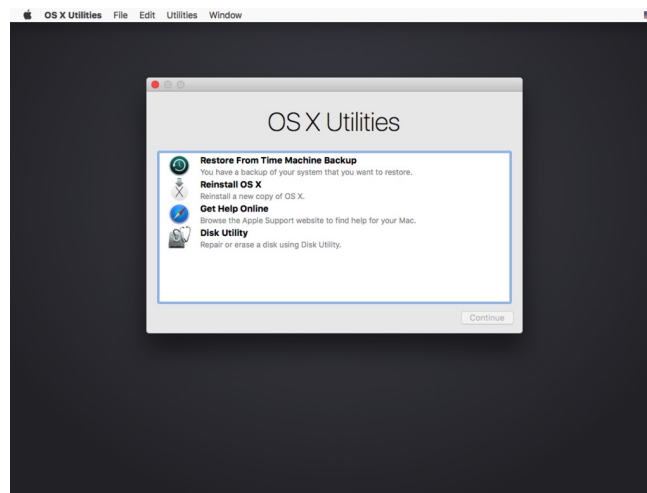 OS X Utilities File Edit Utilities Window
OS X Utilities
Restore From Time Machine Backup
You have a backup of your system that you want to restore.
Reinstall OS X
Reinstall a new copy of OS X.
Get Help Online
Browse the Apple Support website to find help for your Mac.
Disk Utility
Repair or erase a disk using Disk Utility.
Continue